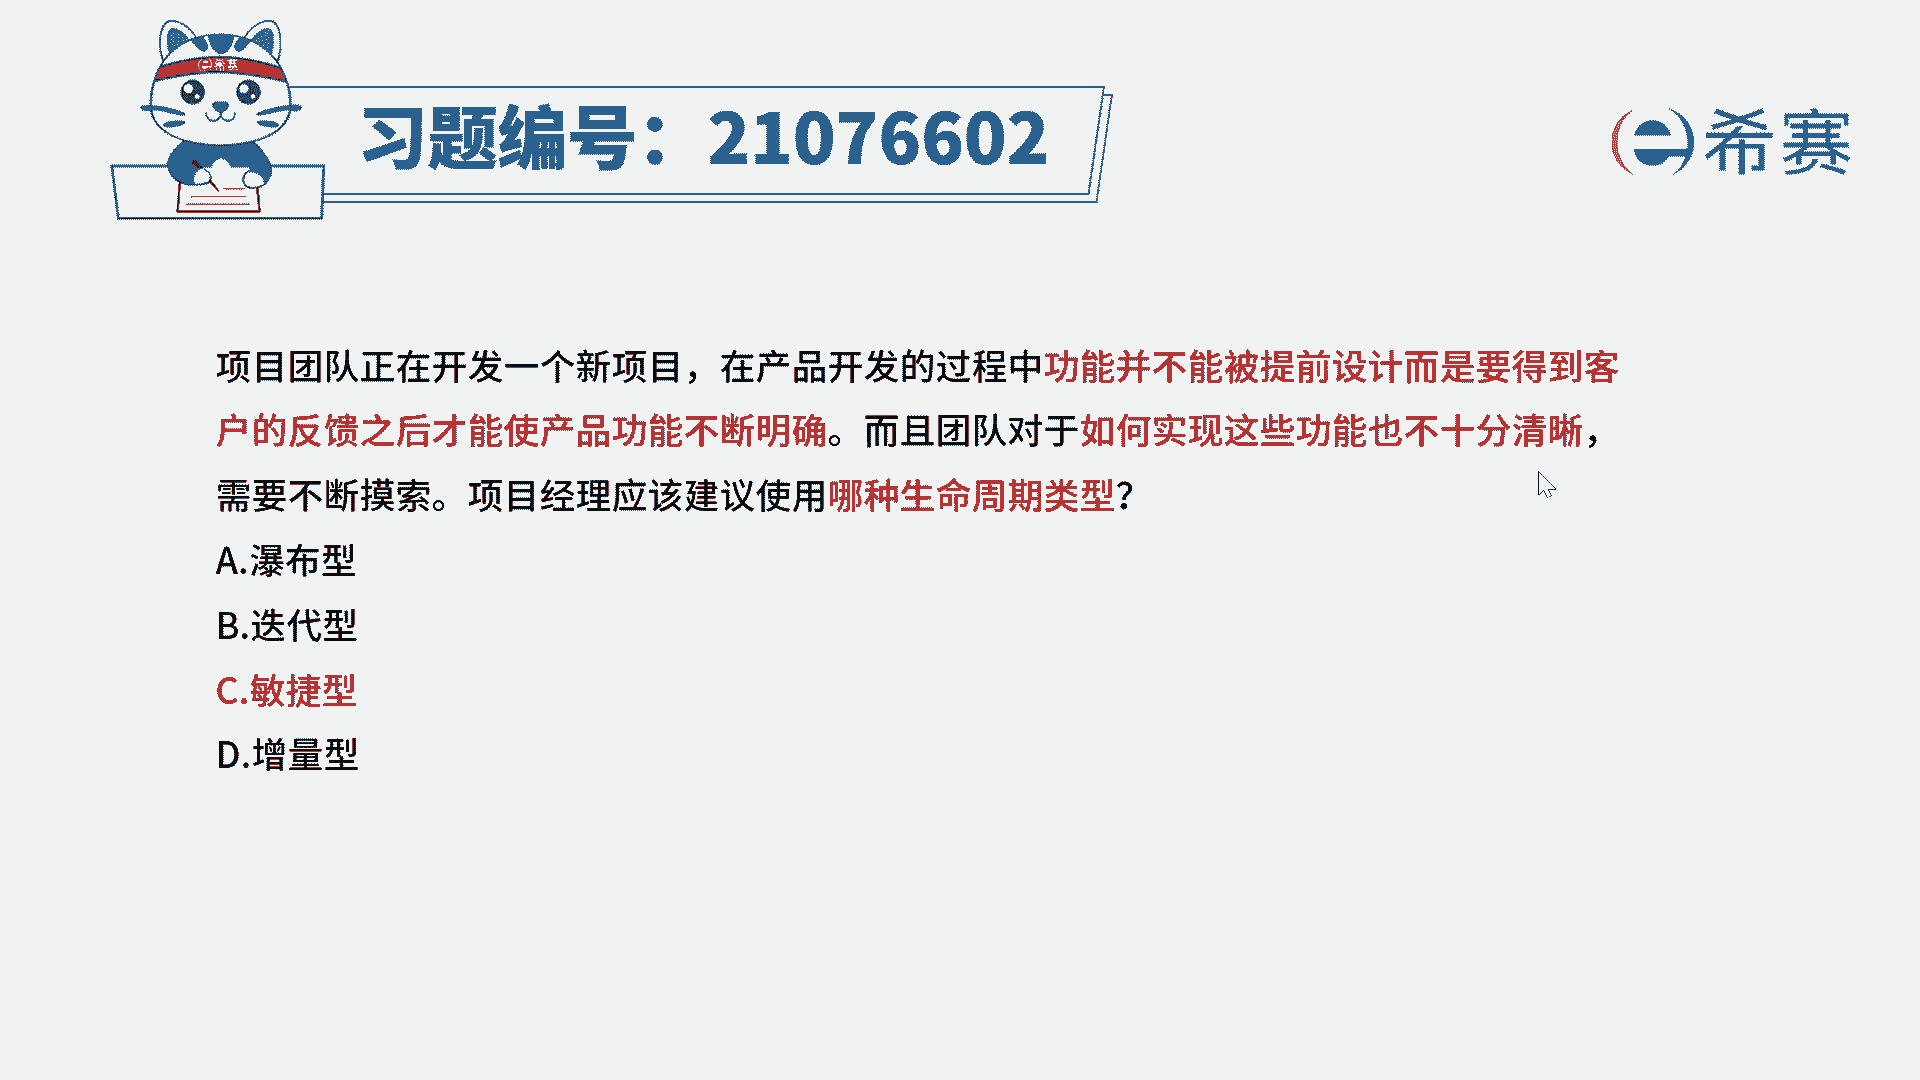 e希赛
习题编号：21076602
e希赛
项目团队正在开发一个新项目，在产品开发的过程中功能并不能被提前设计而是要得到客
户的反馈之后才能使产品功能不断明确。而且团队对于如何实现这些功能也不十分清晰，
需要不断摸索。项目经理应该建议使用哪种生命周期类型？
A.瀑布型
B.迭代型
C.敏捷型
D.增量型